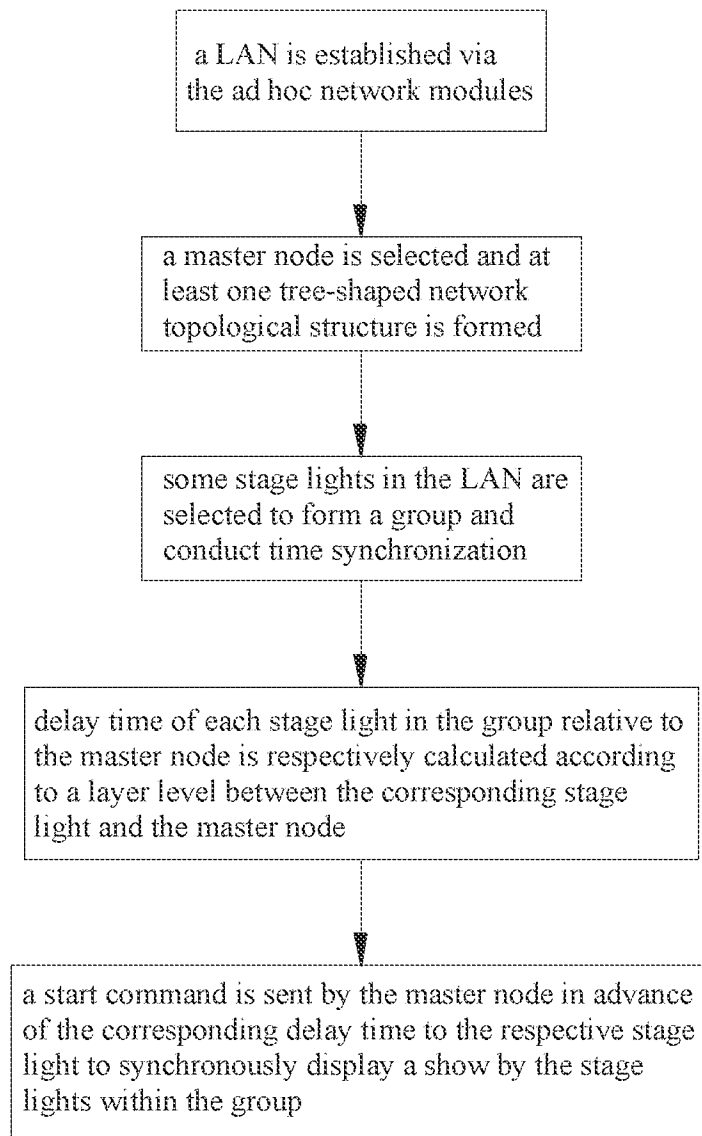 a LAN is established via
the ad hoc network modules
a master node is selected and at
least one tree-shaped network
topological structure is formed
some stage lights in the LAN are
selected to form a group and
conduct time synchronization
delay time of each stage light in the group relative to
the master node is respectively calculated according
to a layer level between the corresponding stage
light and the master node
a start command is sent by the master node in advance
of the corresponding delay time to the respective stage
light to synchronously display a show by the stage
lights within the group